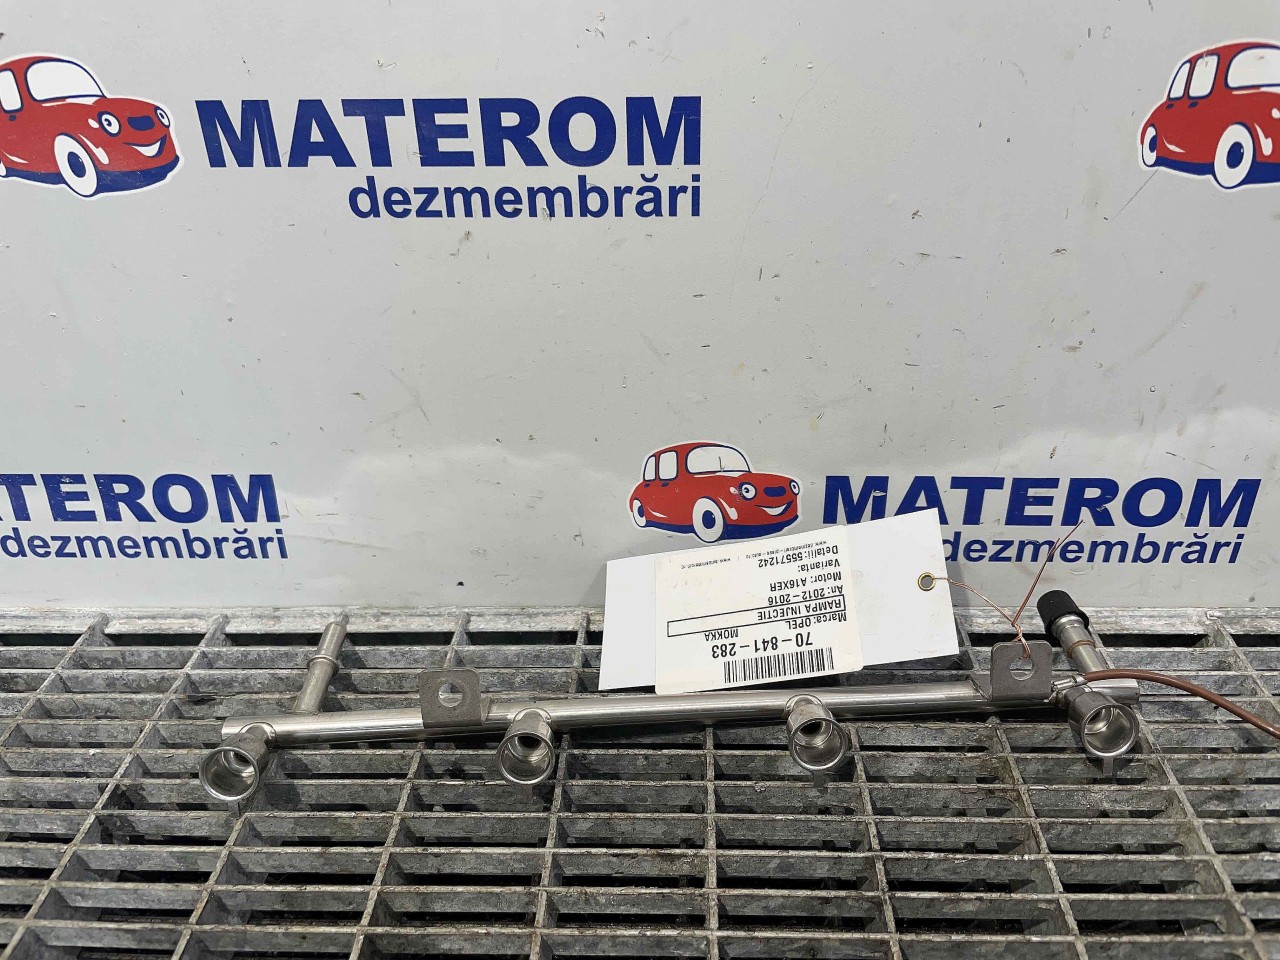 MATEROM
dezmembrări
TEROM
dezmembrări
MATEROM
dezmembrări
70-841-283
Marca: OPEL MOKKA
RAMPA INJECTIE
An: 2012-2016
Motor: A16XER
Varianta:
Detalii: 55571242